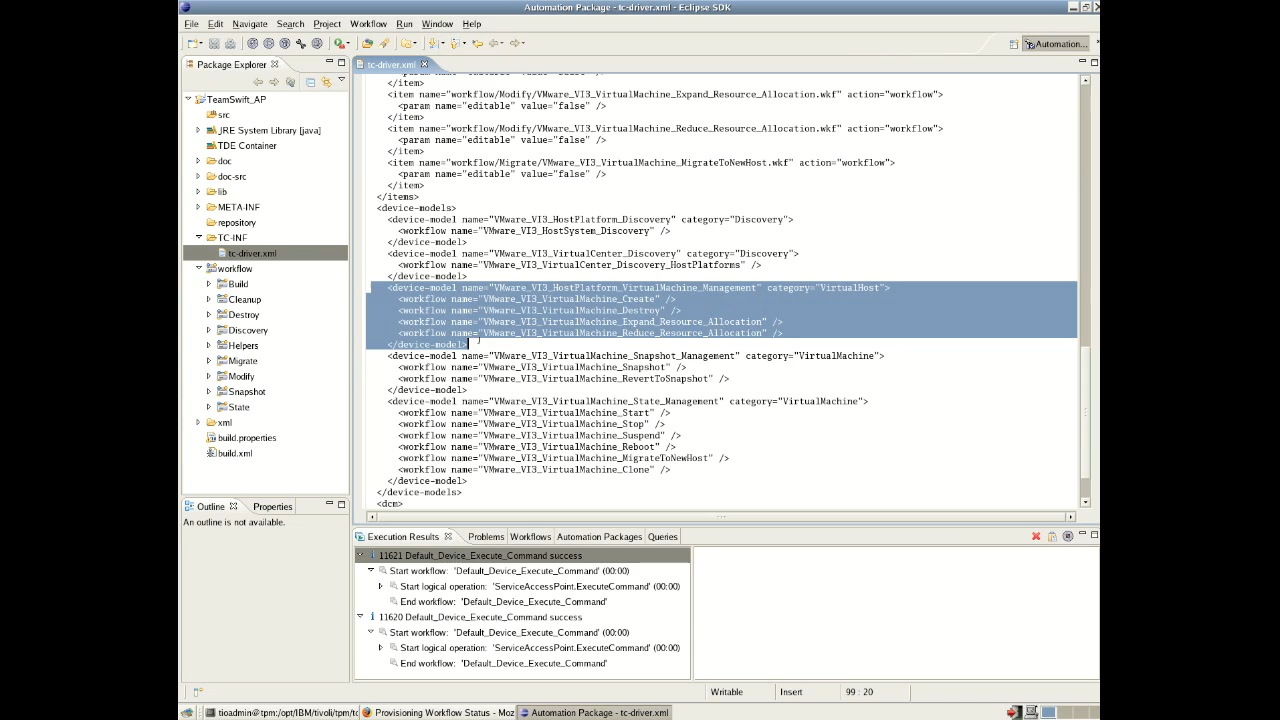 Automation Package - tc-driver.xml - Eclipse SDK
File Edit Navigate Search Project Workflow Run Window Help
Automation...
Package Explorer
TeamSwift_AP
src
JRE System Library [java]
TDE Container
doc
doc-src
lib
META-INF
repository
TC-INF
tc-driver.xml
workflow
Build
Cleanup
Destroy
Discovery
Helpers
Migrate
Modify
Snapshot
State
xml
build.properties
build.xml
Outline Properties
An outline is not available.
tc-driver.xml
</item>
<item name="workflow/Modify/VMware_VI3_VirtualMachine_Expand_Resource_Allocation.wkf" action="workflow">
<param name="editable" value="false" />
</item>
<item name="workflow/Modify/VMware_VI3_VirtualMachine_Reduce_Resource_Allocation.wkf" action="workflow">
<param name="editable" value="false" />
</item>
<item name="workflow/Migrate/VMware_VI3_VirtualMachine_MigrateToNewHost.wkf" action="workflow">
<param name="editable" value="false" />
</item>
</items>
<device-models>
<device-model name="VMware_VI3_HostPlatform_Discovery" category="Discovery">
<workflow name="VMware_VI3_HostSystem_Discovery" />
</device-model>
<device-model name="VMware_VI3_VirtualCenter_Discovery" category="Discovery">
<workflow name="VMware_VI3_VirtualCenter_Discovery_HostPlatforms" />
</device-model>
<device-model name="VMware_VI3_HostPlatform_VirtualMachine_Management" category="VirtualHost">
<workflow name="VMware_VI3_VirtualMachine_Create" />
<workflow name="VMware_VI3_VirtualMachine_Destroy" />
<workflow name="VMware_VI3_VirtualMachine_Expand_Resource_Allocation" />
<workflow name="VMware_VI3_VirtualMachine_Reduce_Resource_Allocation" />
</device-model>
<device-model name="VMware_VI3_VirtualMachine_Snapshot_Management" category="VirtualMachine">
<workflow name="VMware_VI3_VirtualMachine_Snapshot" />
<workflow name="VMware_VI3_VirtualMachine_RevertToSnapshot" />
</device-model>
<device-model name="VMware_VI3_VirtualMachine_State_Management" category="VirtualMachine">
<workflow name="VMware_VI3_VirtualMachine_Start" />
<workflow name="VMware_VI3_VirtualMachine_Stop" />
<workflow name="VMware_VI3_VirtualMachine_Suspend" />
<workflow name="VMware_VI3_VirtualMachine_Reboot" />
<workflow name="VMware_VI3_VirtualMachine_MigrateToNewHost" />
<workflow name="VMware_VI3_VirtualMachine_Clone" />
</device-model>
</device-models>
<dcm>
Execution Results Problems Workflows Automation Packages Queries
11621 Default_Device_Execute_Command success
Start workflow: 'Default_Device_Execute_Command' (00:00)
Start logical operation: 'ServiceAccessPoint.ExecuteCommand' (00:00)
End workflow: 'Default_Device_Execute_Command'
11620 Default_Device_Execute_Command success
Start workflow: 'Default_Device_Execute_Command' (00:00)
Start logical operation: 'ServiceAccessPoint.ExecuteCommand' (00:00)
End workflow: 'Default_Device_Execute_Command'
Writable Insert 99 : 20
tioadmin@tpm:/opt/IBM/tivoli/tpm/tc Provisioning Workflow Status - Moz Automation Package - tc-driver.xml